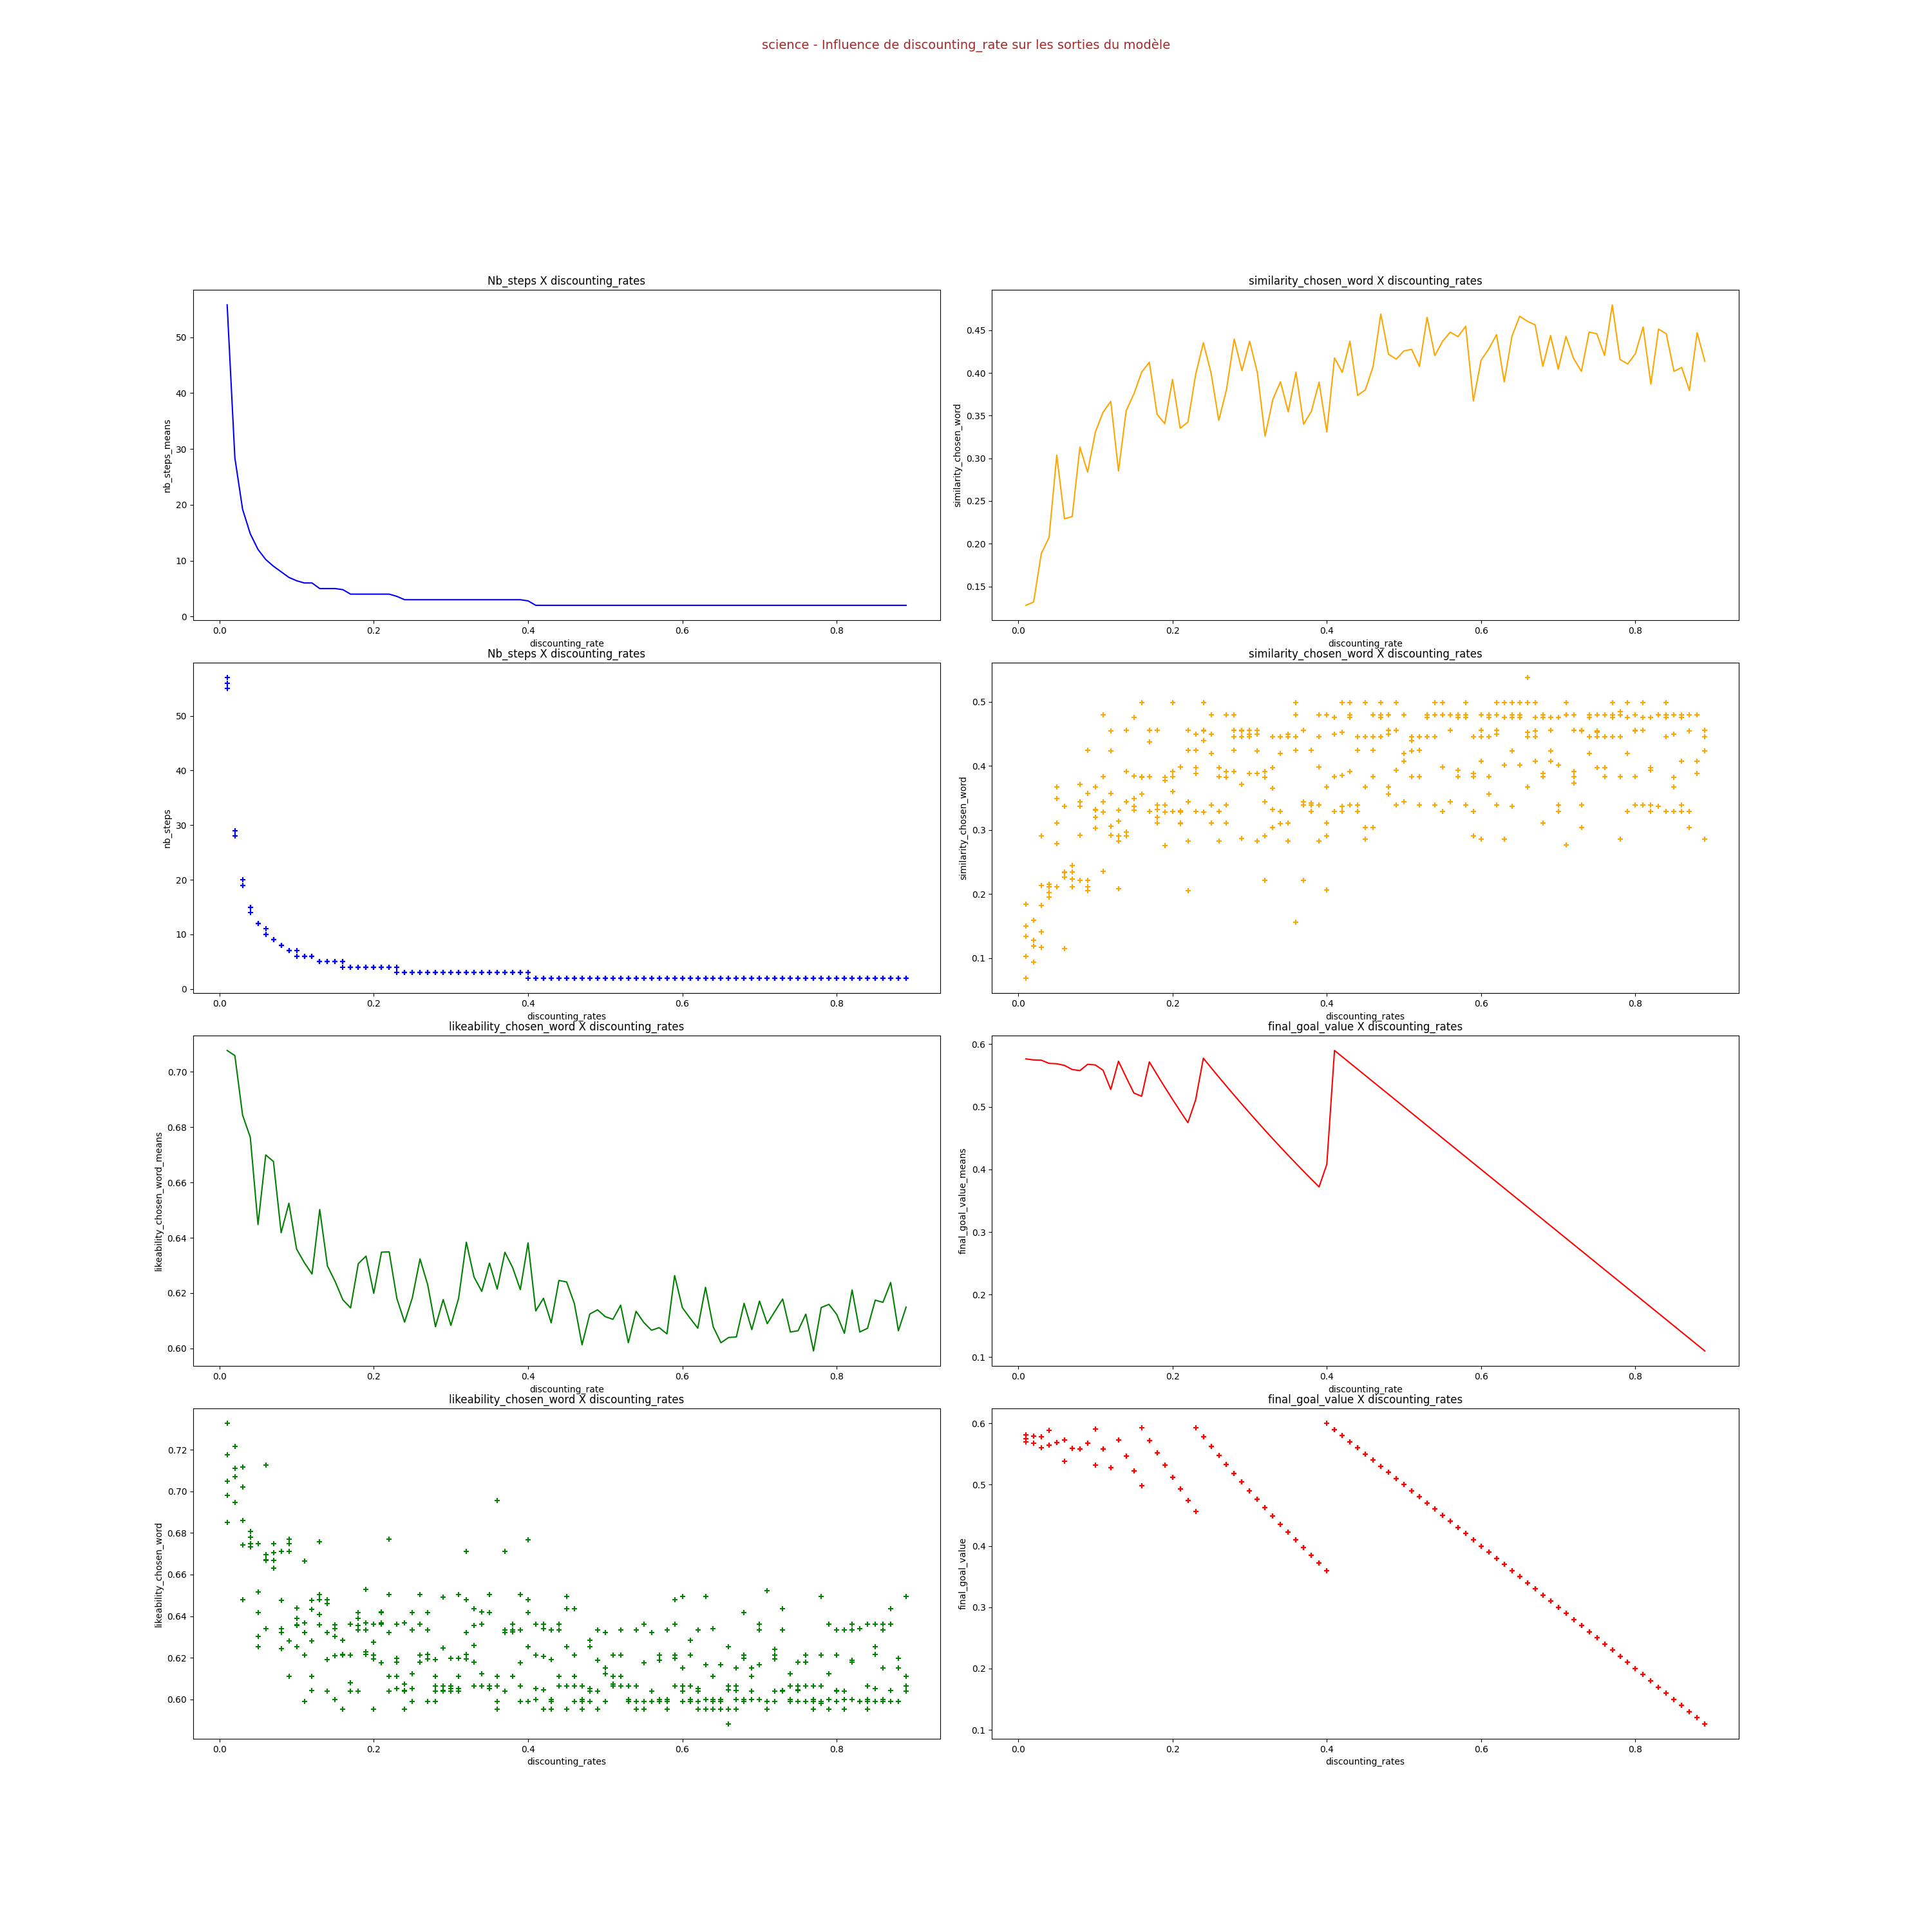 science - Influence de discounting_rate sur les sorties du modèle
Nb_steps X discounting_rates
nb_steps_means
50
40
30
20
10
0
0.0 0.2 0.4 0.6 0.8
discounting_rate
similarity_chosen_word X discounting_rates
similarity_chosen_word
0.45
0.40
0.35
0.30
0.25
0.20
0.15
0.0 0.2 0.4 0.6 0.8
discounting_rate
Nb_steps X discounting_rates
nb_steps
50
40
30
20
10
0
0.0 0.2 0.4 0.6 0.8
discounting_rates
similarity_chosen_word X discounting_rates
similarity_chosen_word
0.5
0.4
0.3
0.2
0.1
0.0 0.2 0.4 0.6 0.8
discounting_rates
likeability_chosen_word X discounting_rates
likeability_chosen_word_means
0.70
0.68
0.66
0.64
0.62
0.60
0.0 0.2 0.4 0.6 0.8
discounting_rate
final_goal_value X discounting_rates
final_goal_value_means
0.6
0.5
0.4
0.3
0.2
0.1
0.0 0.2 0.4 0.6 0.8
discounting_rate
likeability_chosen_word X discounting_rates
likeability_chosen_word
0.72
0.70
0.68
0.66
0.64
0.62
0.60
0.0 0.2 0.4 0.6 0.8
discounting_rates
final_goal_value X discounting_rates
final_goal_value
0.6
0.5
0.4
0.3
0.2
0.1
0.0 0.2 0.4 0.6 0.8
discounting_rates